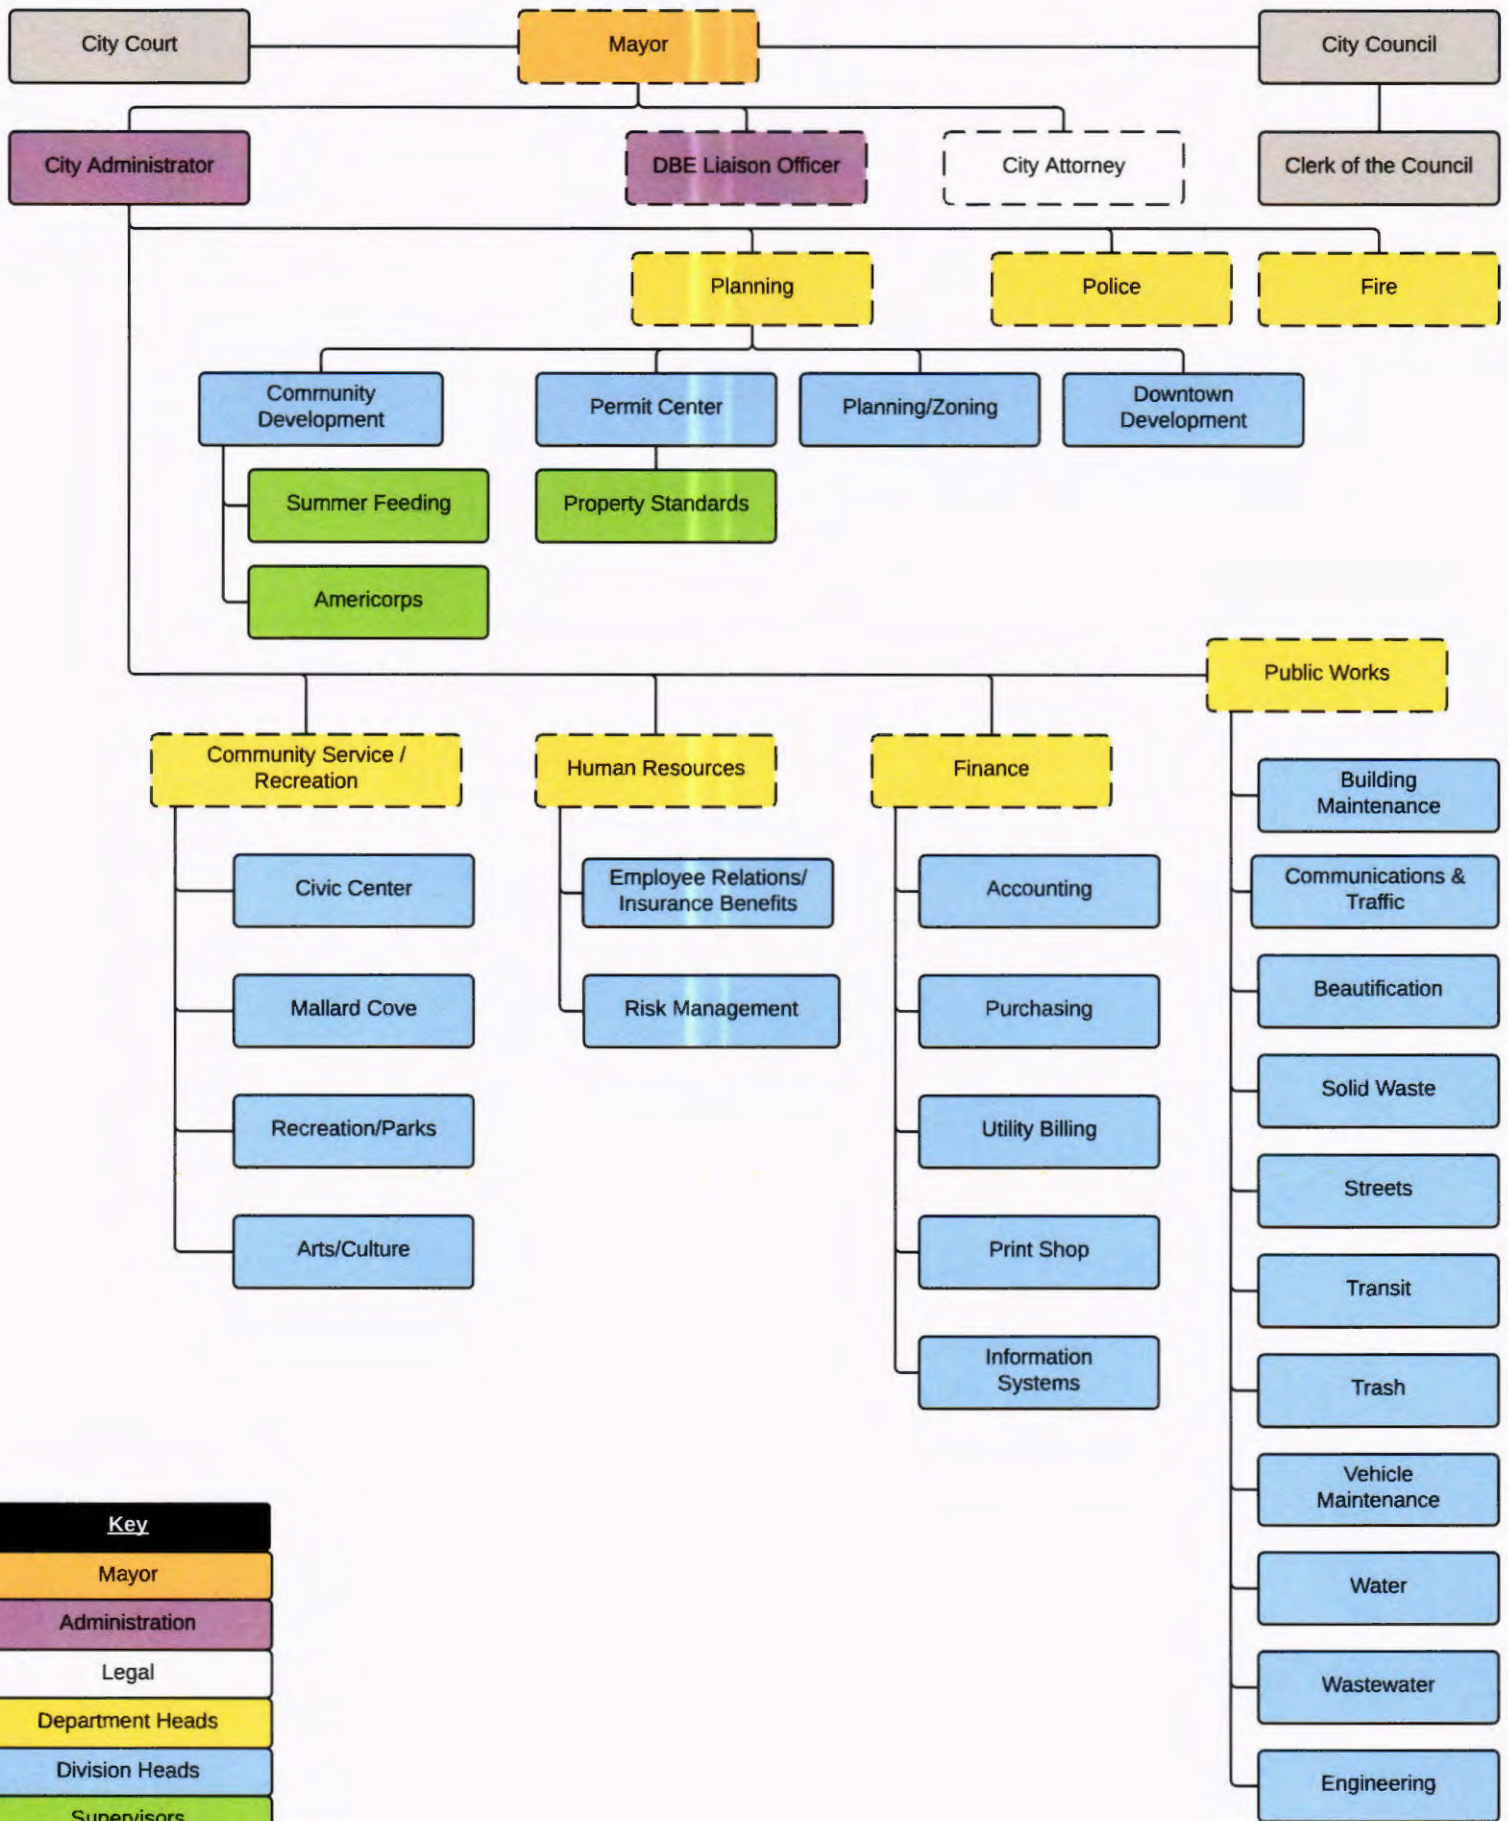 City Court
Mayor
City Council
City Administrator
DBE Liaison Officer
City Attorney
Clerk of the Council
Planning
Police
Fire
Community
Development
Permit Center
Planning/Zoning
Downtown
Development
Summer Feeding
Property Standards
Americorps
Public Works
Community Service /
Recreation
Human Resources
Finance
Building
Maintenance
Civic Center
Employee Relations/
Insurance Benefits
Accounting
Communications &
Traffic
Mallard Cove
Risk Management
Purchasing
Beautification
Recreation/Parks
Utility Billing
Solid Waste
Arts/Culture
Print Shop
Streets
Information
Systems
Transit
Trash
Vehicle
Maintenance
Water
Wastewater
Engineering
Key
Mayor
Administration
Legal
Department Heads
Division Heads
Supervisors